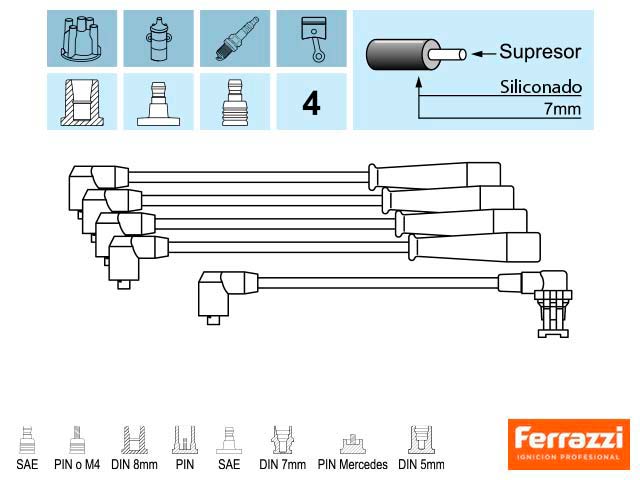 Supresor
Siliconado
7mm
4
SAE PIN o M4 DIN 8mm PIN SAE DIN 7mm PIN Mercedes DIN 5mm
Ferrazzi
IGNICION PROFESIONAL